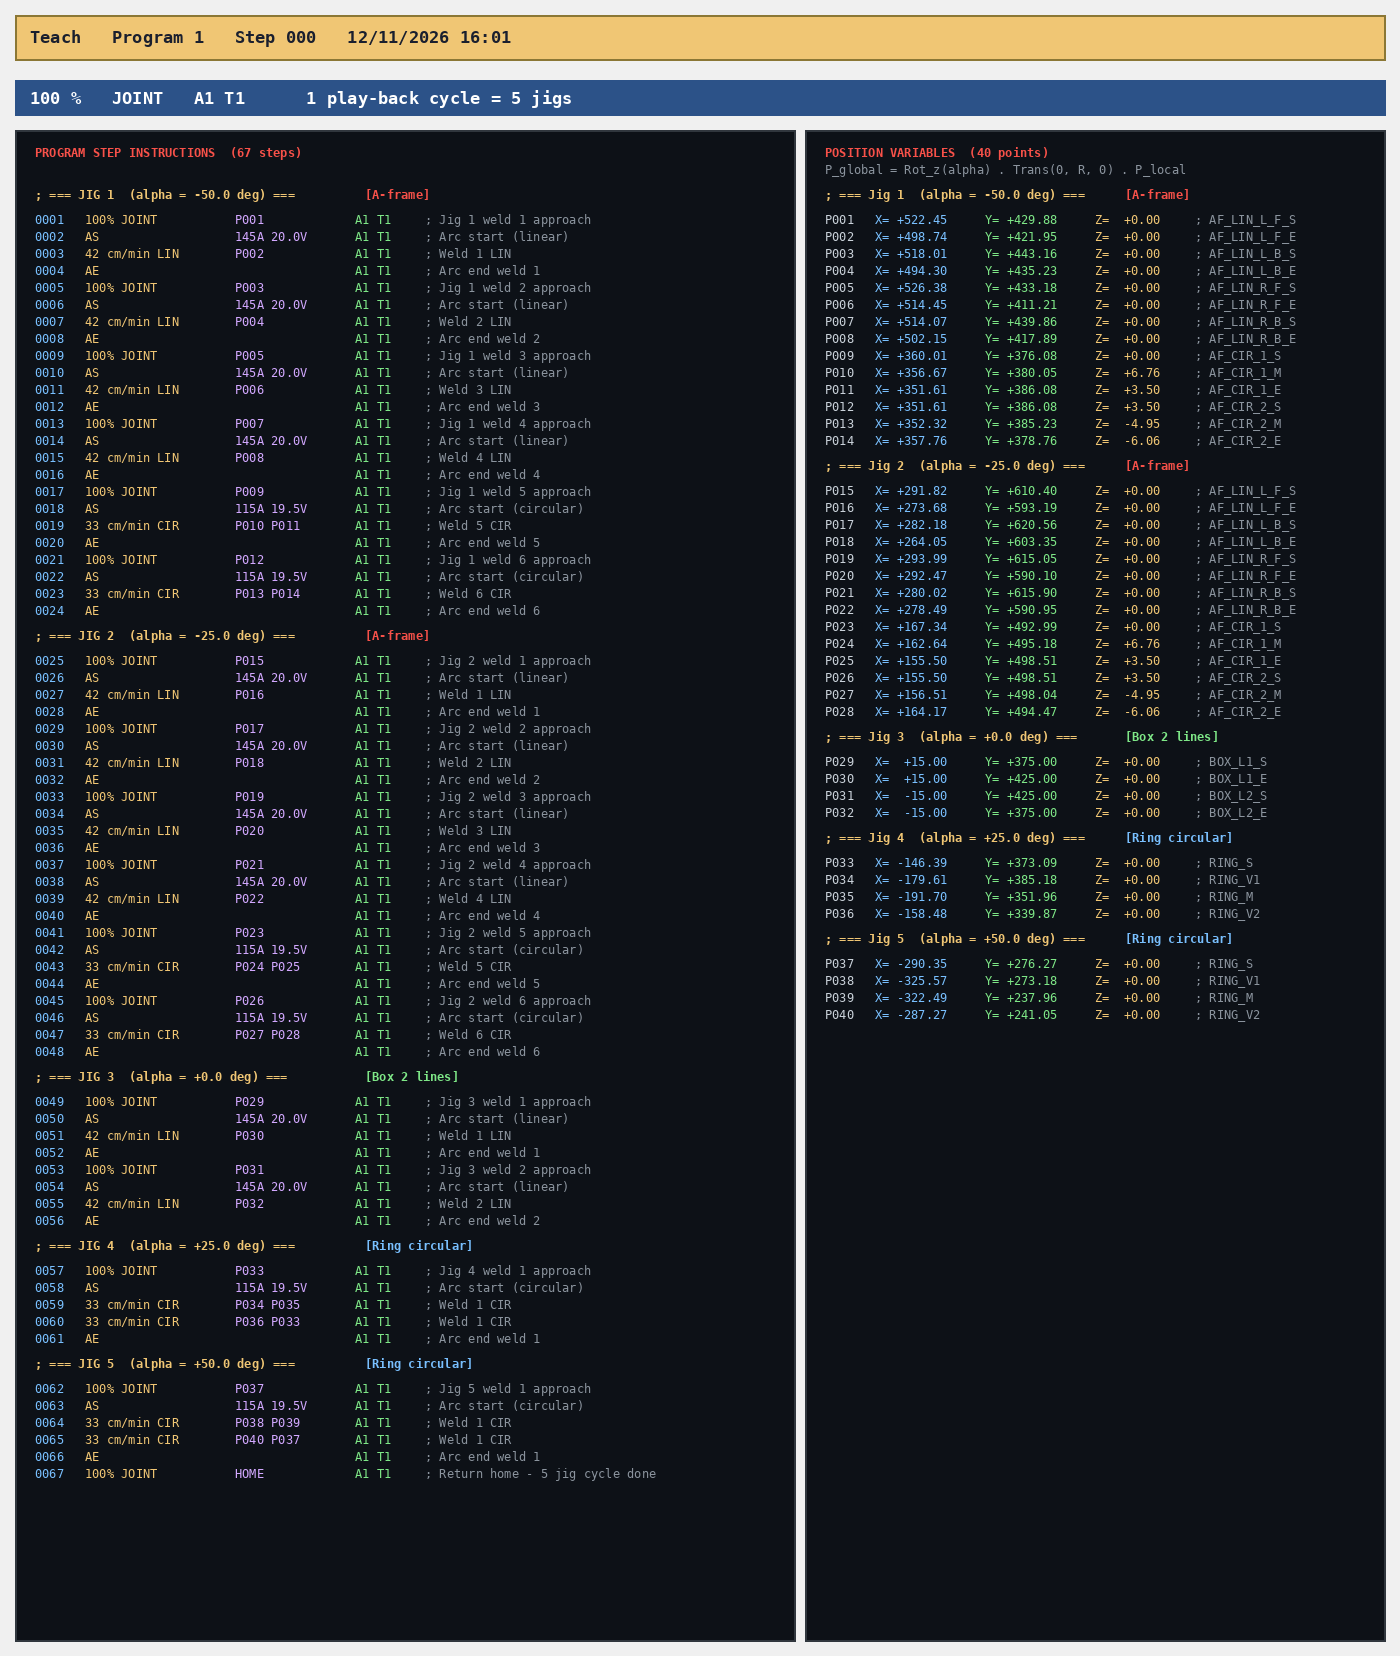 Teach   Program 1   Step 000   12/11/2026 16:01
100 %   JOINT   A1 T1      1 play-back cycle = 5 jigs
PROGRAM STEP INSTRUCTIONS  (67 steps)
; === JIG 1  (alpha = -50.0 deg) ===   [A-frame]
0001 100% JOINT P001 A1 T1 ; Jig 1 weld 1 approach
0002 AS 145A 20.0V A1 T1 ; Arc start (linear)
0003 42 cm/min LIN P002 A1 T1 ; Weld 1 LIN
0004 AE A1 T1 ; Arc end weld 1
0005 100% JOINT P003 A1 T1 ; Jig 1 weld 2 approach
0006 AS 145A 20.0V A1 T1 ; Arc start (linear)
0007 42 cm/min LIN P004 A1 T1 ; Weld 2 LIN
0008 AE A1 T1 ; Arc end weld 2
0009 100% JOINT P005 A1 T1 ; Jig 1 weld 3 approach
0010 AS 145A 20.0V A1 T1 ; Arc start (linear)
0011 42 cm/min LIN P006 A1 T1 ; Weld 3 LIN
0012 AE A1 T1 ; Arc end weld 3
0013 100% JOINT P007 A1 T1 ; Jig 1 weld 4 approach
0014 AS 145A 20.0V A1 T1 ; Arc start (linear)
0015 42 cm/min LIN P008 A1 T1 ; Weld 4 LIN
0016 AE A1 T1 ; Arc end weld 4
0017 100% JOINT P009 A1 T1 ; Jig 1 weld 5 approach
0018 AS 115A 19.5V A1 T1 ; Arc start (circular)
0019 33 cm/min CIR P010 P011 A1 T1 ; Weld 5 CIR
0020 AE A1 T1 ; Arc end weld 5
0021 100% JOINT P012 A1 T1 ; Jig 1 weld 6 approach
0022 AS 115A 19.5V A1 T1 ; Arc start (circular)
0023 33 cm/min CIR P013 P014 A1 T1 ; Weld 6 CIR
0024 AE A1 T1 ; Arc end weld 6
; === JIG 2  (alpha = -25.0 deg) ===   [A-frame]
0025 100% JOINT P015 A1 T1 ; Jig 2 weld 1 approach
0026 AS 145A 20.0V A1 T1 ; Arc start (linear)
0027 42 cm/min LIN P016 A1 T1 ; Weld 1 LIN
0028 AE A1 T1 ; Arc end weld 1
0029 100% JOINT P017 A1 T1 ; Jig 2 weld 2 approach
0030 AS 145A 20.0V A1 T1 ; Arc start (linear)
0031 42 cm/min LIN P018 A1 T1 ; Weld 2 LIN
0032 AE A1 T1 ; Arc end weld 2
0033 100% JOINT P019 A1 T1 ; Jig 2 weld 3 approach
0034 AS 145A 20.0V A1 T1 ; Arc start (linear)
0035 42 cm/min LIN P020 A1 T1 ; Weld 3 LIN
0036 AE A1 T1 ; Arc end weld 3
0037 100% JOINT P021 A1 T1 ; Jig 2 weld 4 approach
0038 AS 145A 20.0V A1 T1 ; Arc start (linear)
0039 42 cm/min LIN P022 A1 T1 ; Weld 4 LIN
0040 AE A1 T1 ; Arc end weld 4
0041 100% JOINT P023 A1 T1 ; Jig 2 weld 5 approach
0042 AS 115A 19.5V A1 T1 ; Arc start (circular)
0043 33 cm/min CIR P024 P025 A1 T1 ; Weld 5 CIR
0044 AE A1 T1 ; Arc end weld 5
0045 100% JOINT P026 A1 T1 ; Jig 2 weld 6 approach
0046 AS 115A 19.5V A1 T1 ; Arc start (circular)
0047 33 cm/min CIR P027 P028 A1 T1 ; Weld 6 CIR
0048 AE A1 T1 ; Arc end weld 6
; === JIG 3  (alpha = +0.0 deg) ===   [Box 2 lines]
0049 100% JOINT P029 A1 T1 ; Jig 3 weld 1 approach
0050 AS 145A 20.0V A1 T1 ; Arc start (linear)
0051 42 cm/min LIN P030 A1 T1 ; Weld 1 LIN
0052 AE A1 T1 ; Arc end weld 1
0053 100% JOINT P031 A1 T1 ; Jig 3 weld 2 approach
0054 AS 145A 20.0V A1 T1 ; Arc start (linear)
0055 42 cm/min LIN P032 A1 T1 ; Weld 2 LIN
0056 AE A1 T1 ; Arc end weld 2
; === JIG 4  (alpha = +25.0 deg) ===   [Ring circular]
0057 100% JOINT P033 A1 T1 ; Jig 4 weld 1 approach
0058 AS 115A 19.5V A1 T1 ; Arc start (circular)
0059 33 cm/min CIR P034 P035 A1 T1 ; Weld 1 CIR
0060 33 cm/min CIR P036 P033 A1 T1 ; Weld 1 CIR
0061 AE A1 T1 ; Arc end weld 1
; === JIG 5  (alpha = +50.0 deg) ===   [Ring circular]
0062 100% JOINT P037 A1 T1 ; Jig 5 weld 1 approach
0063 AS 115A 19.5V A1 T1 ; Arc start (circular)
0064 33 cm/min CIR P038 P039 A1 T1 ; Weld 1 CIR
0065 33 cm/min CIR P040 P037 A1 T1 ; Weld 1 CIR
0066 AE A1 T1 ; Arc end weld 1
0067 100% JOINT HOME A1 T1 ; Return home - 5 jig cycle done
POSITION VARIABLES  (40 points)
P_global = Rot_z(alpha) . Trans(0, R, 0) . P_local
; === Jig 1  (alpha = -50.0 deg) ===   [A-frame]
P001 X= +522.45 Y= +429.88 Z= +0.00 ; AF_LIN_L_F_S
P002 X= +498.74 Y= +421.95 Z= +0.00 ; AF_LIN_L_F_E
P003 X= +518.01 Y= +443.16 Z= +0.00 ; AF_LIN_L_B_S
P004 X= +494.30 Y= +435.23 Z= +0.00 ; AF_LIN_L_B_E
P005 X= +526.38 Y= +433.18 Z= +0.00 ; AF_LIN_R_F_S
P006 X= +514.45 Y= +411.21 Z= +0.00 ; AF_LIN_R_F_E
P007 X= +514.07 Y= +439.86 Z= +0.00 ; AF_LIN_R_B_S
P008 X= +502.15 Y= +417.89 Z= +0.00 ; AF_LIN_R_B_E
P009 X= +360.01 Y= +376.08 Z= +0.00 ; AF_CIR_1_S
P010 X= +356.67 Y= +380.05 Z= +6.76 ; AF_CIR_1_M
P011 X= +351.61 Y= +386.08 Z= +3.50 ; AF_CIR_1_E
P012 X= +351.61 Y= +386.08 Z= +3.50 ; AF_CIR_2_S
P013 X= +352.32 Y= +385.23 Z= -4.95 ; AF_CIR_2_M
P014 X= +357.76 Y= +378.76 Z= -6.06 ; AF_CIR_2_E
; === Jig 2  (alpha = -25.0 deg) ===   [A-frame]
P015 X= +291.82 Y= +610.40 Z= +0.00 ; AF_LIN_L_F_S
P016 X= +273.68 Y= +593.19 Z= +0.00 ; AF_LIN_L_F_E
P017 X= +282.18 Y= +620.56 Z= +0.00 ; AF_LIN_L_B_S
P018 X= +264.05 Y= +603.35 Z= +0.00 ; AF_LIN_L_B_E
P019 X= +293.99 Y= +615.05 Z= +0.00 ; AF_LIN_R_F_S
P020 X= +292.47 Y= +590.10 Z= +0.00 ; AF_LIN_R_F_E
P021 X= +280.02 Y= +615.90 Z= +0.00 ; AF_LIN_R_B_S
P022 X= +278.49 Y= +590.95 Z= +0.00 ; AF_LIN_R_B_E
P023 X= +167.34 Y= +492.99 Z= +0.00 ; AF_CIR_1_S
P024 X= +162.64 Y= +495.18 Z= +6.76 ; AF_CIR_1_M
P025 X= +155.50 Y= +498.51 Z= +3.50 ; AF_CIR_1_E
P026 X= +155.50 Y= +498.51 Z= +3.50 ; AF_CIR_2_S
P027 X= +156.51 Y= +498.04 Z= -4.95 ; AF_CIR_2_M
P028 X= +164.17 Y= +494.47 Z= -6.06 ; AF_CIR_2_E
; === Jig 3  (alpha = +0.0 deg) ===   [Box 2 lines]
P029 X=  +15.00 Y= +375.00 Z= +0.00 ; BOX_L1_S
P030 X=  +15.00 Y= +425.00 Z= +0.00 ; BOX_L1_E
P031 X=  -15.00 Y= +425.00 Z= +0.00 ; BOX_L2_S
P032 X=  -15.00 Y= +375.00 Z= +0.00 ; BOX_L2_E
; === Jig 4  (alpha = +25.0 deg) ===   [Ring circular]
P033 X= -146.39 Y= +373.09 Z= +0.00 ; RING_S
P034 X= -179.61 Y= +385.18 Z= +0.00 ; RING_V1
P035 X= -191.70 Y= +351.96 Z= +0.00 ; RING_M
P036 X= -158.48 Y= +339.87 Z= +0.00 ; RING_V2
; === Jig 5  (alpha = +50.0 deg) ===   [Ring circular]
P037 X= -290.35 Y= +276.27 Z= +0.00 ; RING_S
P038 X= -325.57 Y= +273.18 Z= +0.00 ; RING_V1
P039 X= -322.49 Y= +237.96 Z= +0.00 ; RING_M
P040 X= -287.27 Y= +241.05 Z= +0.00 ; RING_V2